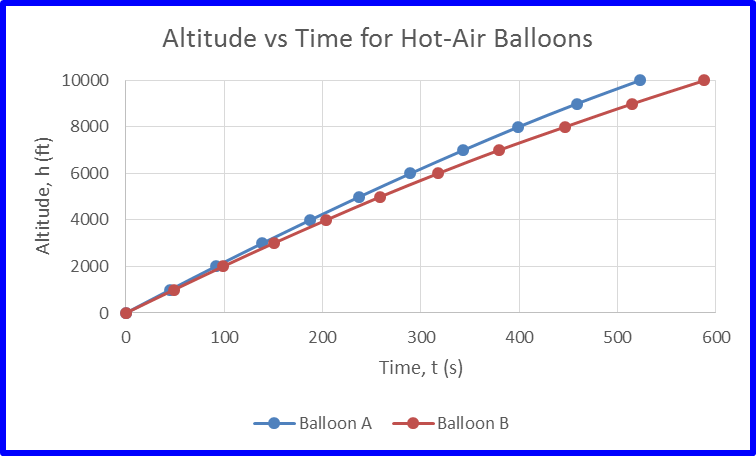 Altitude vs Time for Hot-Air Balloons
Altitude, h (ft)
10000
8000
6000
4000
2000
0
0 100 200 300 400 500 600
Time, t (s)
Balloon A Balloon B